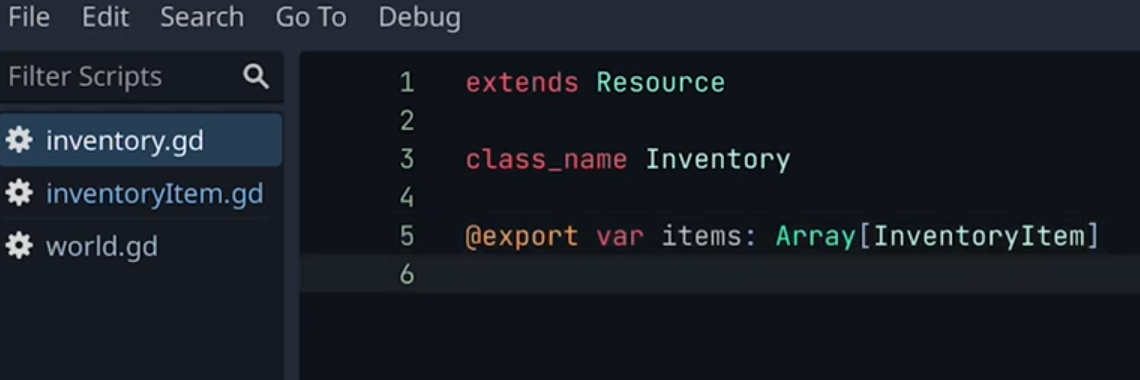 File Edit Search Go To Debug
Filter Scripts
inventory.gd
inventoryItem.gd
world.gd
1 extends Resource
2
3 class_name Inventory
4
5 @export var items: Array[InventoryItem]
6